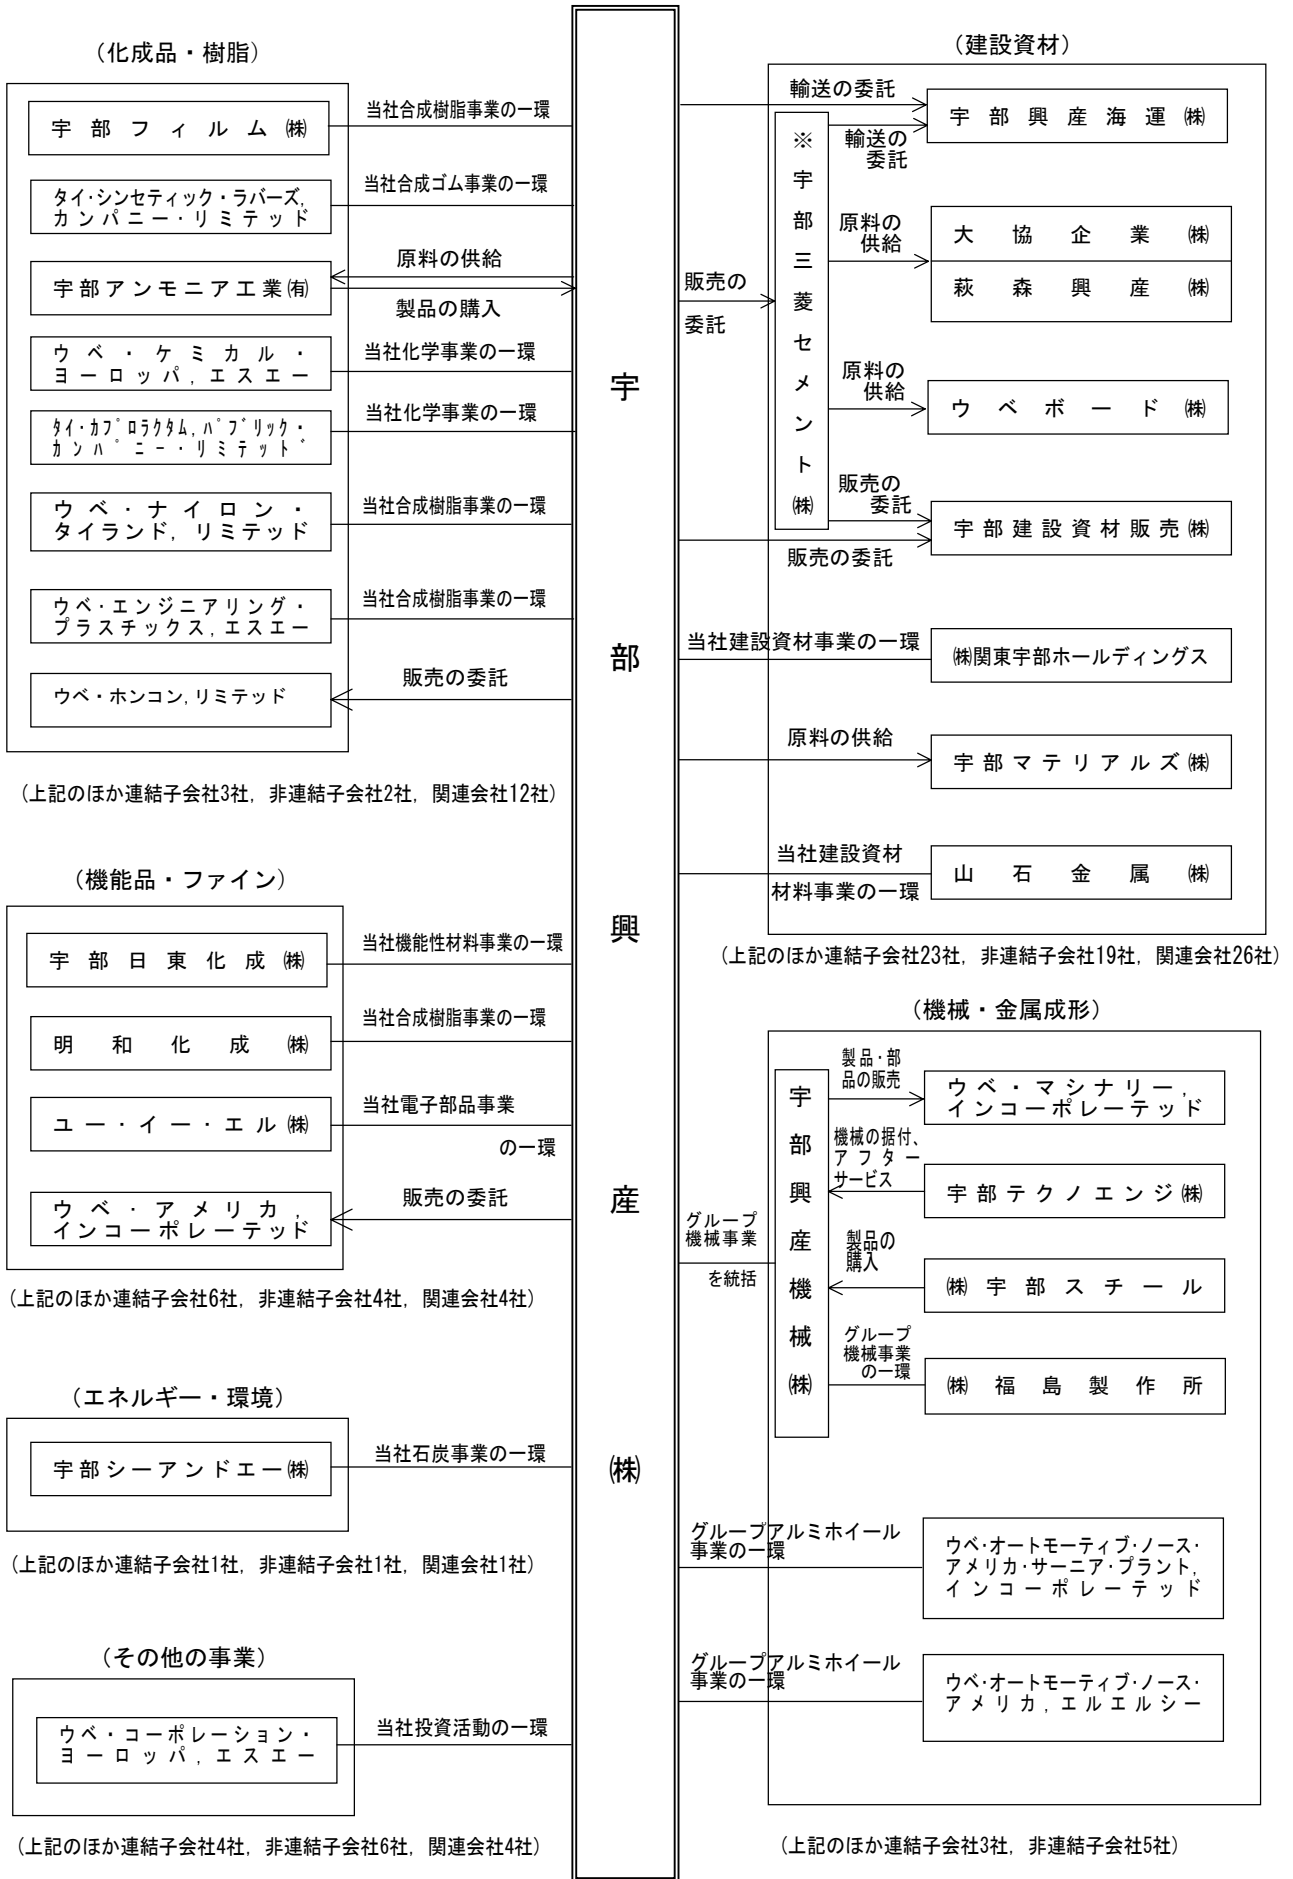 （化成品・樹脂）
宇部フィルム㈱
当社合成樹脂事業の一環
タイ・シンセティック・ラバーズ,
カンパニー・リミテッド
当社合成ゴム事業の一環
宇部アンモニア工業㈲
原料の供給
製品の購入
ウベ・ケミカル・
ヨーロッパ,エスエー
当社化学事業の一環
ﾀｲ・ｶﾌﾟﾛﾗｸﾀﾑ,ﾊﾟﾌﾞﾘｯｸ・
ｶﾝﾊﾟﾆｰ・ﾘﾐﾃｯﾄﾞ
当社化学事業の一環
ウベ・ナイロン・
タイランド, リミテッド
当社合成樹脂事業の一環
ウベ・エンジニアリング・
プラスチックス,エスエー
当社合成樹脂事業の一環
ウベ・ホンコン,リミテッド
販売の委託
（上記のほか連結子会社3社, 非連結子会社2社, 関連会社12社）
（機能品・ファイン）
宇部日東化成㈱
当社機能性材料事業の一環
明和化成㈱
当社合成樹脂事業の一環
ユー・イー・エル㈱
当社電子部品事業
の一環
ウベ・アメリカ,
インコーポレーテッド
販売の委託
（上記のほか連結子会社6社, 非連結子会社4社, 関連会社4社）
（エネルギー・環境）
宇部シーアンドエー㈱
当社石炭事業の一環
（上記のほか連結子会社1社, 非連結子会社1社, 関連会社1社）
（その他の事業）
ウベ・コーポレーション・
ヨーロッパ,エスエー
当社投資活動の一環
（上記のほか連結子会社4社, 非連結子会社6社, 関連会社4社）
宇部興産㈱
（建設資材）
輸送の委託
宇部興産海運㈱
輸送の
委託
※宇部三菱セメント㈱
販売の
委託
原料の
供給
大協企業㈱
萩森興産㈱
原料の
供給
ウベボード㈱
販売の
委託
宇部建設資材販売㈱
販売の委託
当社建設資材事業の一環
㈱関東宇部ホールディングス
原料の供給
宇部マテリアルズ㈱
当社建設資材
材料事業の一環
山石金属㈱
（上記のほか連結子会社23社, 非連結子会社19社, 関連会社26社）
（機械・金属成形）
グループ
機械事業
を統括
宇部興産機械㈱
製品・部
品の販売
ウベ・マシナリー,
インコーポレーテッド
機械の据付、
アフター
サービス
宇部テクノエンジ㈱
製品の
購入
㈱宇部スチール
グループ
機械事業
の一環
㈱福島製作所
グループアルミホイール
事業の一環
ウベ・オートモーティブ・ノース・
アメリカ・サーニア・プラント,
インコーポレーテッド
グループアルミホイール
事業の一環
ウベ・オートモーティブ・ノース・
アメリカ,エルエルシー
（上記のほか連結子会社3社, 非連結子会社5社）